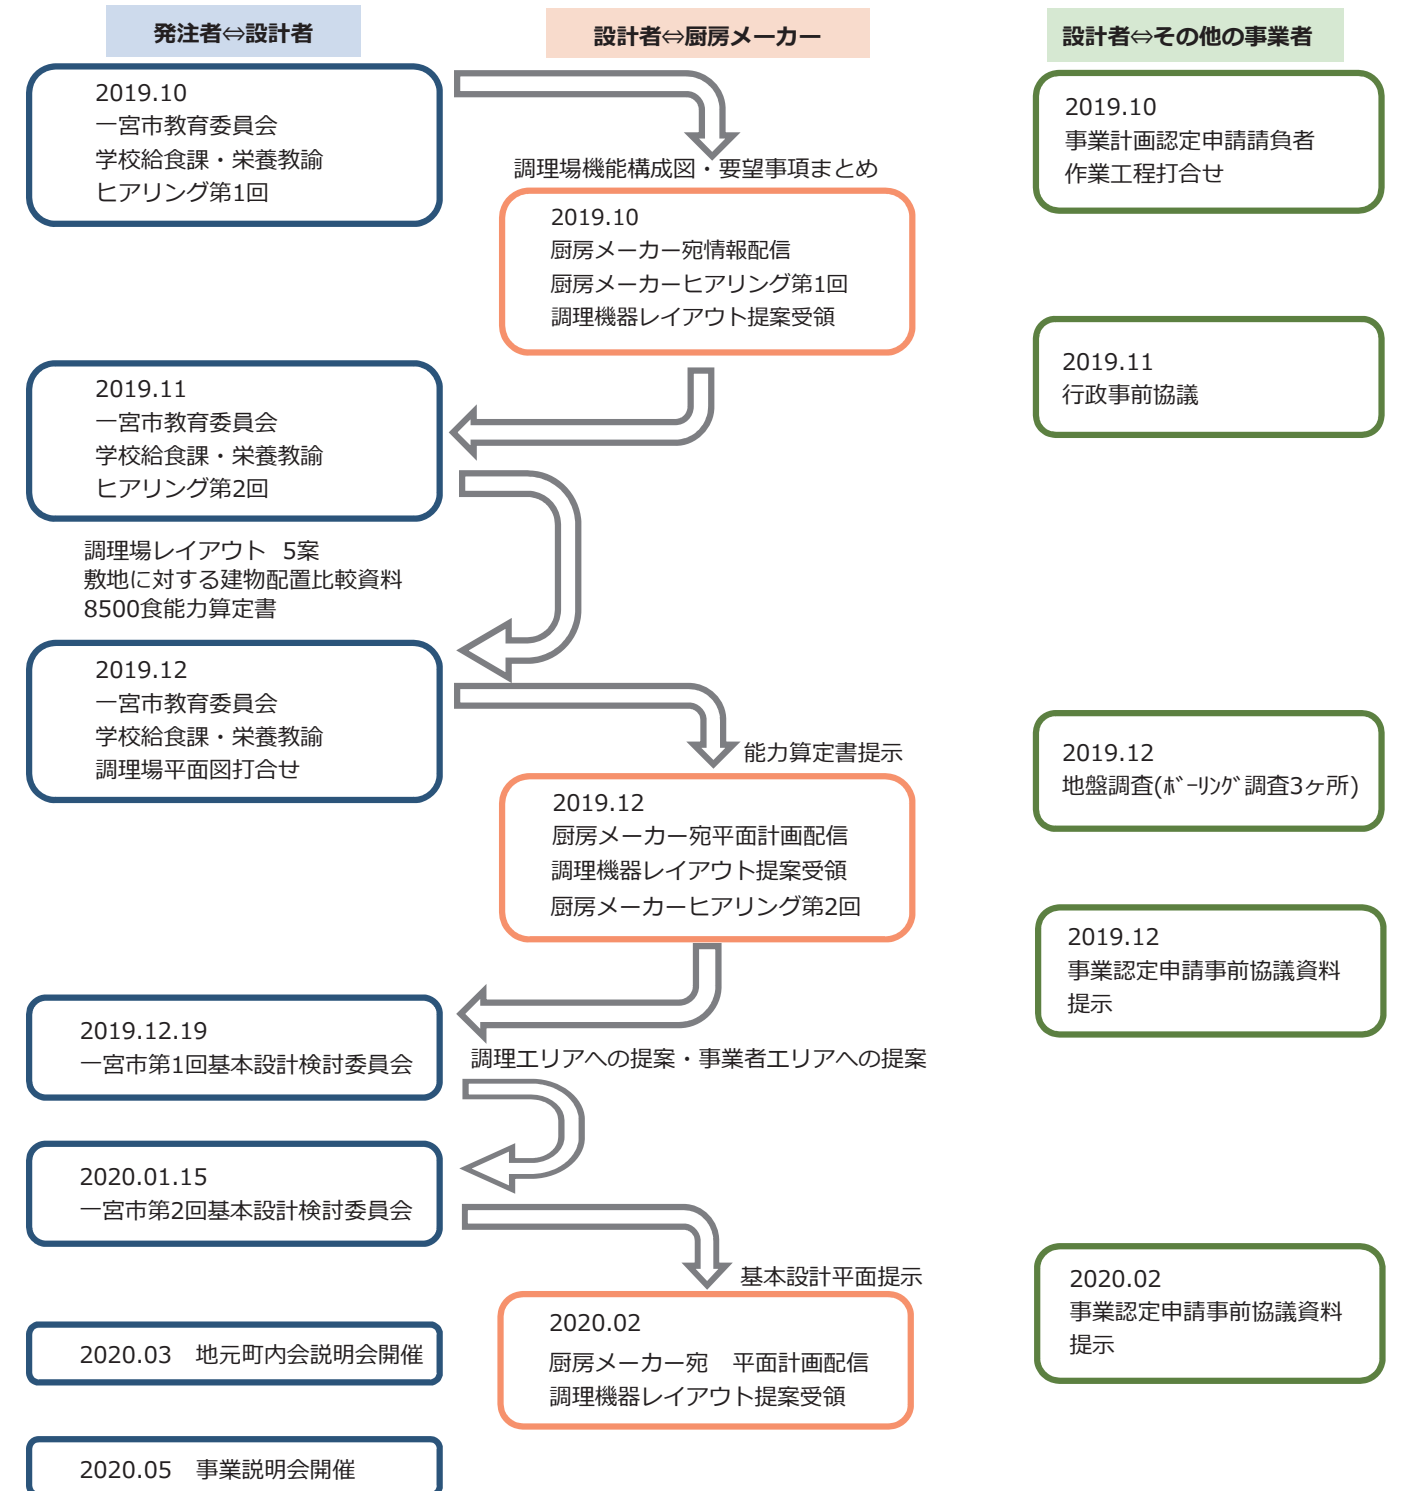 発注者⇔設計者
2019.10
一宮市教育委員会
学校給食課・栄養教諭
ヒアリング第1回
2019.11
一宮市教育委員会
学校給食課・栄養教諭
ヒアリング第2回
調理場レイアウト 5案
敷地に対する建物配置比較資料
8500食能力算定書
2019.12
一宮市教育委員会
学校給食課・栄養教諭
調理場平面図打合せ
2019.12.19
一宮市第1回基本設計検討委員会
2020.01.15
一宮市第2回基本設計検討委員会
2020.03　地元町内会説明会開催
2020.05　事業説明会開催
設計者⇔厨房メーカー
調理場機能構成図・要望事項まとめ
2019.10
厨房メーカー宛情報配信
厨房メーカーヒアリング第1回
調理機器レイアウト提案受領
能力算定書提示
2019.12
厨房メーカー宛平面計画配信
調理機器レイアウト提案受領
厨房メーカーヒアリング第2回
調理エリアへの提案・事業者エリアへの提案
基本設計平面提示
2020.02
厨房メーカー宛　平面計画配信
調理機器レイアウト提案受領
設計者⇔その他の事業者
2019.10
事業計画認定申請請負者
作業工程打合せ
2019.11
行政事前協議
2019.12
地盤調査(ﾎﾞｰﾘﾝｸﾞ調査3ヶ所)
2019.12
事業認定申請事前協議資料
提示
2020.02
事業認定申請事前協議資料
提示